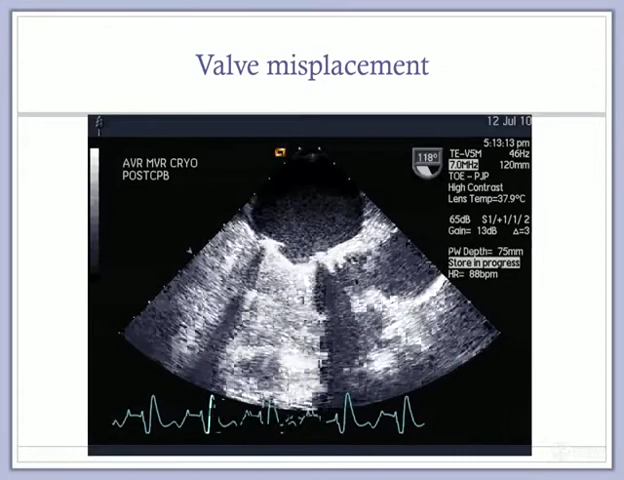 Valve misplacement
12 Jul 10
5:13:13 pm
TE-V5M 46Hz
7.0MHz 120mm
TOE - PJP
High Contrast
Lens Temp=37.9°C
65dB S1/+1/1/2
Gain= 13dB Δ=3
PW Depth= 75mm
Store in progress
HR= 88bpm
118°
AVR MVR CRYO
POSTCPB